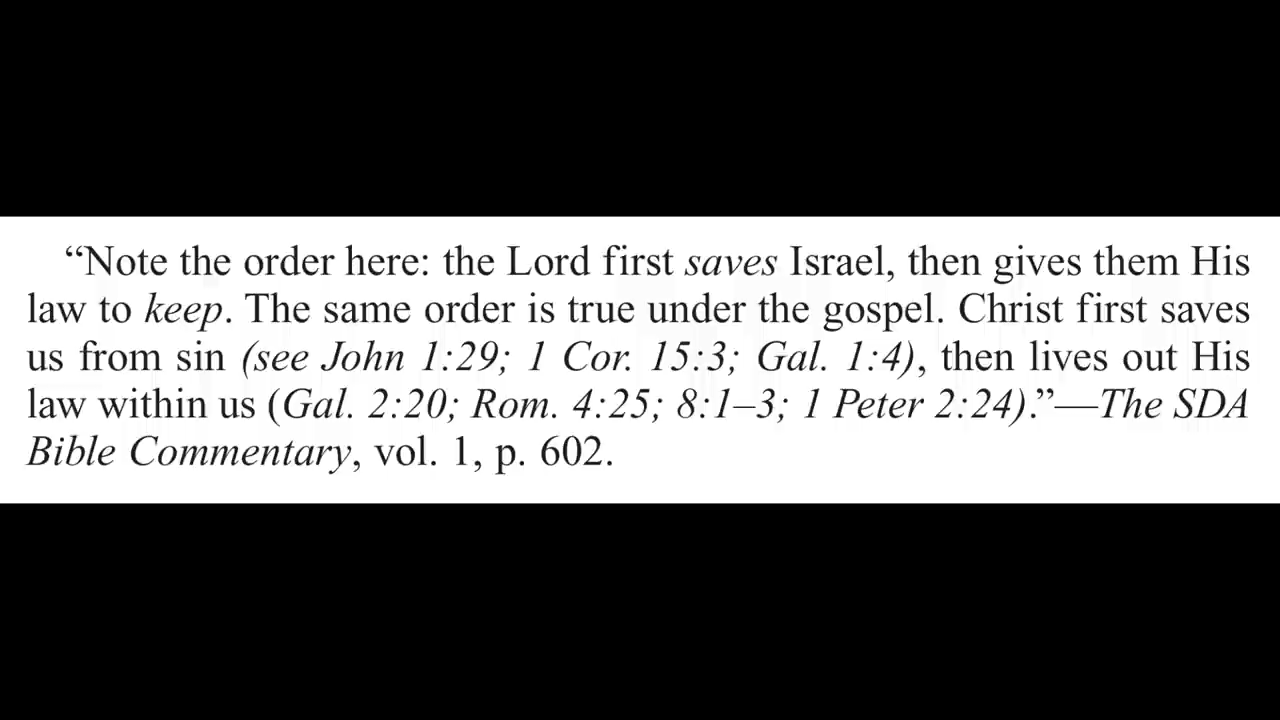 “Note the order here: the Lord first saves Israel, then gives them His
law to keep. The same order is true under the gospel. Christ first saves
us from sin (see John 1:29; 1 Cor. 15:3; Gal. 1:4), then lives out His
law within us (Gal. 2:20; Rom. 4:25; 8:1–3; 1 Peter 2:24).”—The SDA
Bible Commentary, vol. 1, p. 602.